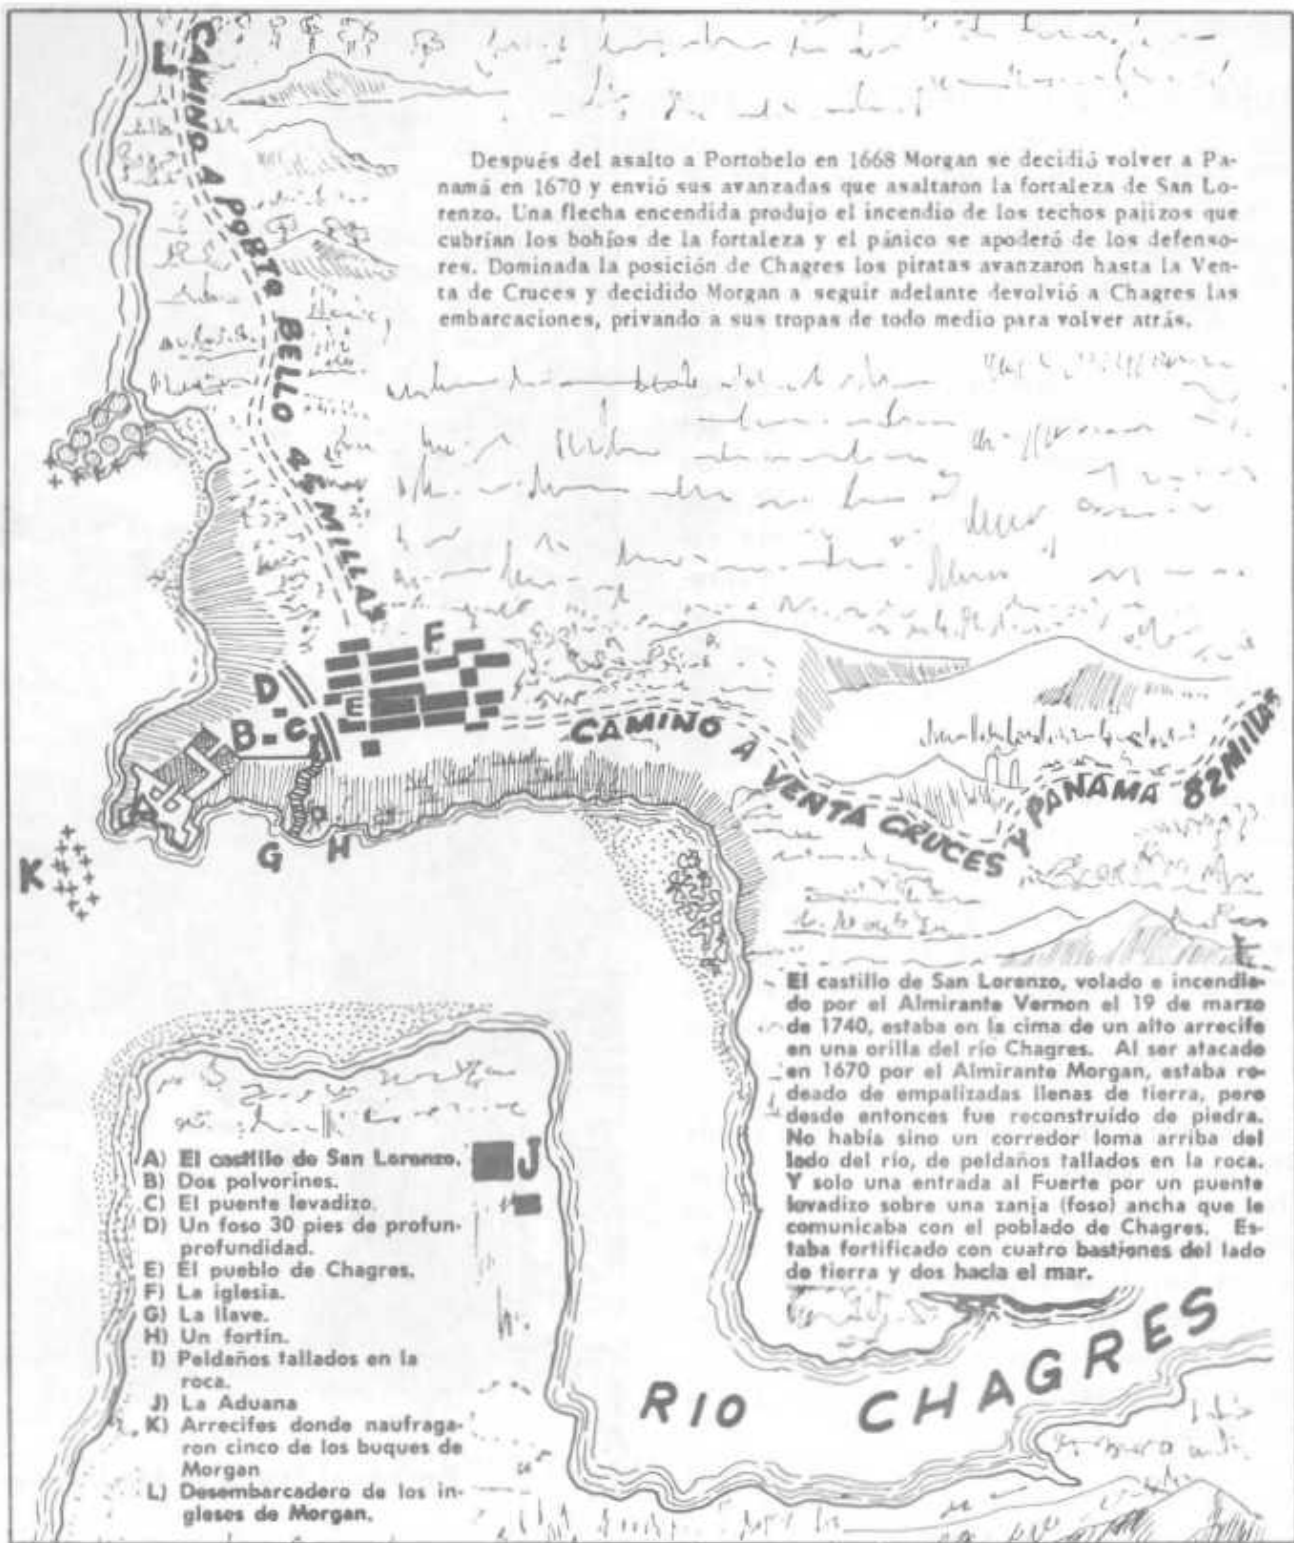 L
CAMINO A PORTO BELLO 45 MILLAS
Después del asalto a Portobelo en 1668 Morgan se decidió volver a Pa-
namá en 1670 y envió sus avanzadas que asaltaron la fortaleza de San Lo-
renzo. Una flecha encendida produjo el incendio de los techos pajizos que
cubrían los bohíos de la fortaleza y el pánico se apoderó de los defenso-
res. Dominada la posición de Chagres los piratas avanzaron hasta la Ven-
ta de Cruces y decidido Morgan a seguir adelante devolvió a Chagres las
embarcaciones, privando a sus tropas de todo medio para volver atrás.
F
D
E
B
C
A
G
H
K
CAMINO A VENTA CRUCES Y PANAMA 82 MILLAS
El castillo de San Lorenzo, volado e incendia-
do por el Almirante Vernon el 19 de marzo
de 1740, estaba en la cima de un alto arrecife
en una orilla del río Chagres. Al ser atacado
en 1670 por el Almirante Morgan, estaba ro-
deado de empalizadas llenas de tierra, pero
desde entonces fue reconstruído de piedra.
No había sino un corredor loma arriba del
lado del río, de peldaños tallados en la roca.
Y solo una entrada al Fuerte por un puente
levadizo sobre una zanja (foso) ancha que le
comunicaba con el poblado de Chagres. Es-
taba fortificado con cuatro bastiones del lado
de tierra y dos hacia el mar.
A) El castillo de San Lorenzo.
B) Dos polvorines.
C) El puente levadizo.
D) Un foso 30 pies de profun-
profundidad.
E) El pueblo de Chagres.
F) La iglesia.
G) La llave.
H) Un fortín.
I) Peldaños tallados en la
roca.
J) La Aduana
K) Arrecifes donde naufraga-
ron cinco de los buques de
Morgan
L) Desembarcadero de los in-
gleses de Morgan.
J
RIO CHAGRES